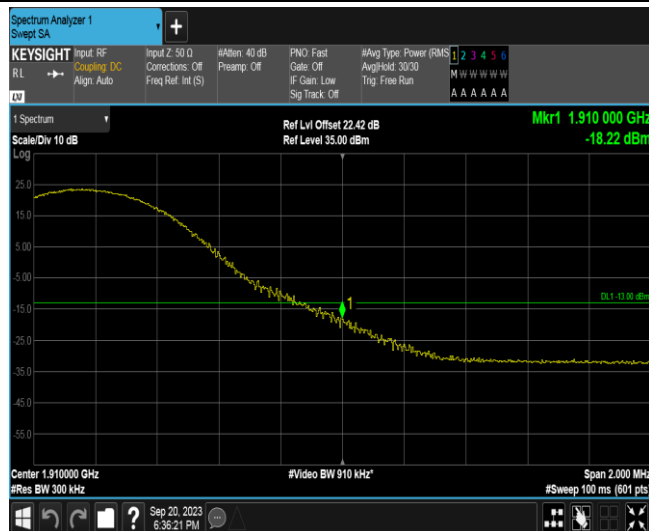 Spectrum Analyzer 1
Swept SA
+
KEYSIGHT Input: RF Input Z: 50 Ω #Atten: 40 dB PNO: Fast #Avg Type: Power (RMS 1 2 3 4 5 6
RL Coupling: DC Corrections: Off Preamp: Off Gate: Off Avg|Hold: 30/30 M W W W W W
Align: Auto Freq Ref: Int (S) IF Gain: Low Trig: Free Run
Sig Track: Off A A A A A A
LXI
1 Spectrum Ref Lvl Offset 22.42 dB Mkr1 1.910 000 GHz
Scale/Div 10 dB Ref Level 35.00 dBm -18.22 dBm
Log
25.0
15.0
5.00
-5.00
DL1 -13.00 dBm
1
-15.0
-25.0
-35.0
-45.0
-55.0
Center 1.910000 GHz #Video BW 910 kHz* Span 2.000 MHz
#Res BW 300 kHz #Sweep 100 ms (601 pts)
? Sep 20, 2023
6:36:21 PM